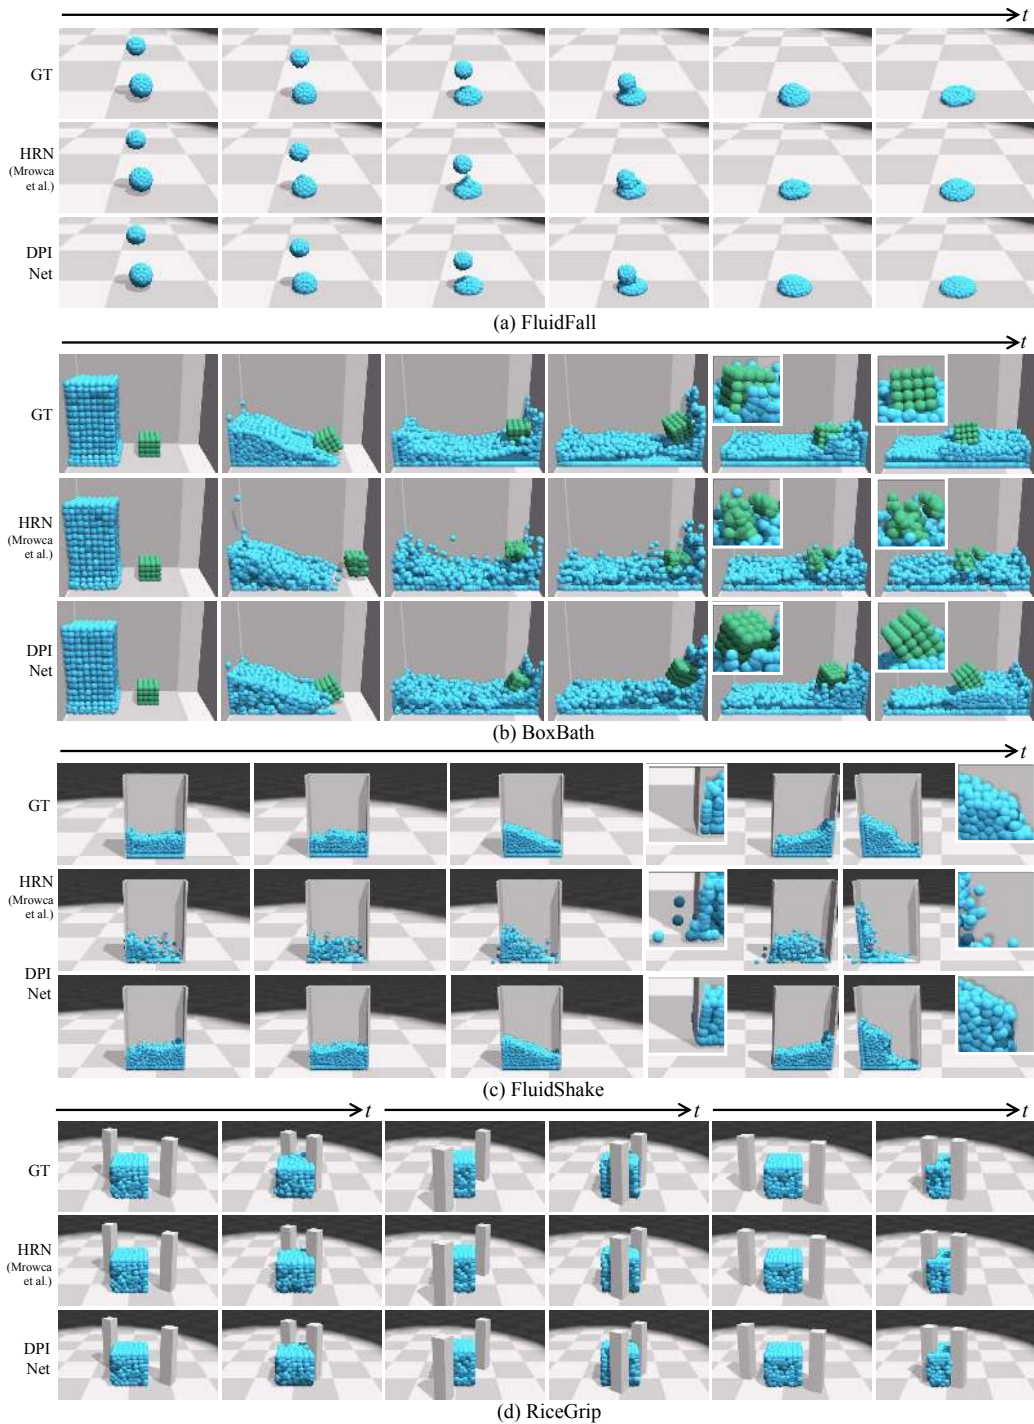 t
GT
HRN
(Mrowca
et al.)
DPI
Net
(a) FluidFall
t
GT
HRN
(Mrowca
et al.)
DPI
Net
(b) BoxBath
t
GT
HRN
(Mrowca
et al.)
DPI
Net
(c) FluidShake
t t t
GT
HRN
(Mrowca
et al.)
DPI
Net
(d) RiceGrip